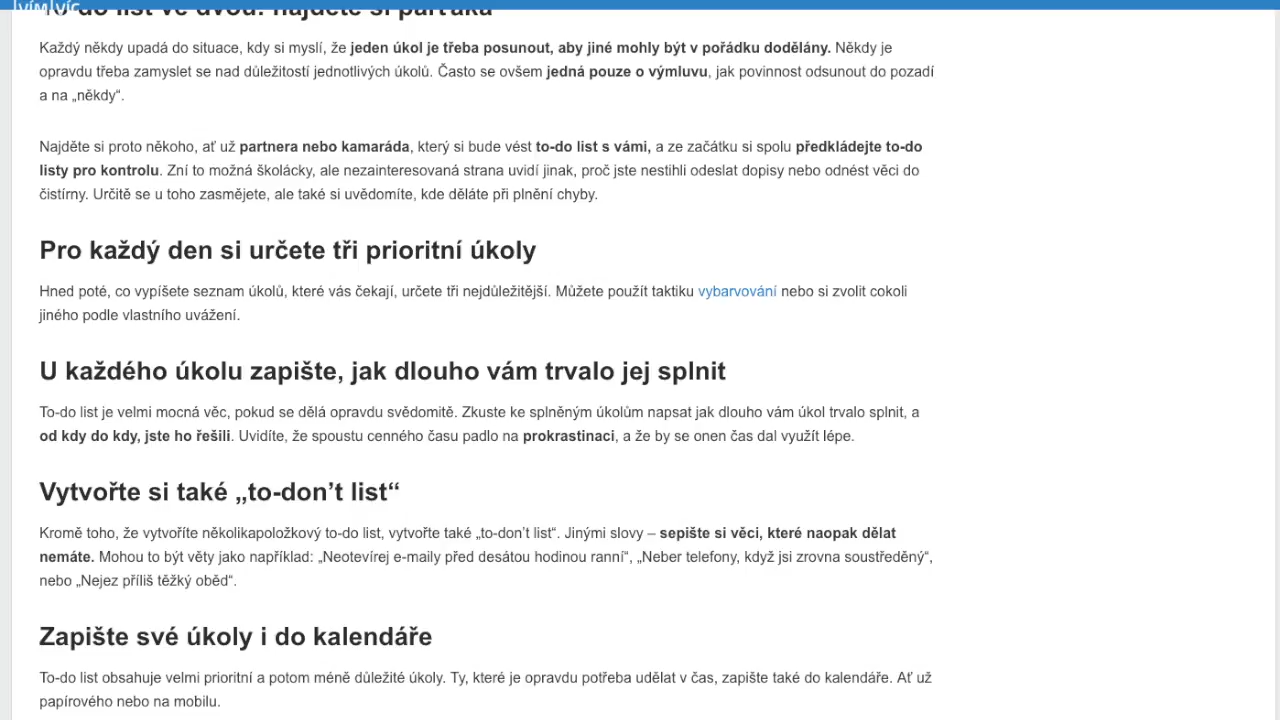 To-do list ve dvou: najděte si parťáka
Každý někdy upadá do situace, kdy si myslí, že jeden úkol je třeba posunout, aby jiné mohly být v pořádku dodělány. Někdy je
opravdu třeba zamyslet se nad důležitostí jednotlivých úkolů. Často se ovšem jedná pouze o výmluvu, jak povinnost odsunout do pozadí
a na „někdy“.
Najděte si proto někoho, ať už partnera nebo kamaráda, který si bude vést to-do list s vámi, a ze začátku si spolu předkládejte to-do
listy pro kontrolu. Zní to možná školácky, ale nezainteresovaná strana uvidí jinak, proč jste nestihli odeslat dopisy nebo odnést věci do
čistírny. Určitě se u toho zasmějete, ale také si uvědomíte, kde děláte při plnění chyby.
Pro každý den si určete tři prioritní úkoly
Hned poté, co vypíšete seznam úkolů, které vás čekají, určete tři nejdůležitější. Můžete použít taktiku vybarvování nebo si zvolit cokoli
jiného podle vlastního uvážení.
U každého úkolu zapište, jak dlouho vám trvalo jej splnit
To-do list je velmi mocná věc, pokud se dělá opravdu svědomitě. Zkuste ke splněným úkolům napsat jak dlouho vám úkol trvalo splnit, a
od kdy do kdy, jste ho řešili. Uvidíte, že spoustu cenného času padlo na prokrastinaci, a že by se onen čas dal využít lépe.
Vytvořte si také „to-don’t list“
Kromě toho, že vytvoříte několikapoložkový to-do list, vytvořte také „to-don’t list“. Jinými slovy – sepište si věci, které naopak dělat
nemáte. Mohou to být věty jako například: „Neotevírej e-maily před desátou hodinou ranní“, „Neber telefony, když jsi zrovna soustředěný“,
nebo „Nejez příliš těžký oběd“.
Zapište své úkoly i do kalendáře
To-do list obsahuje velmi prioritní a potom méně důležité úkoly. Ty, které je opravdu potřeba udělat v čas, zapište také do kalendáře. Ať už
papírového nebo na mobilu.